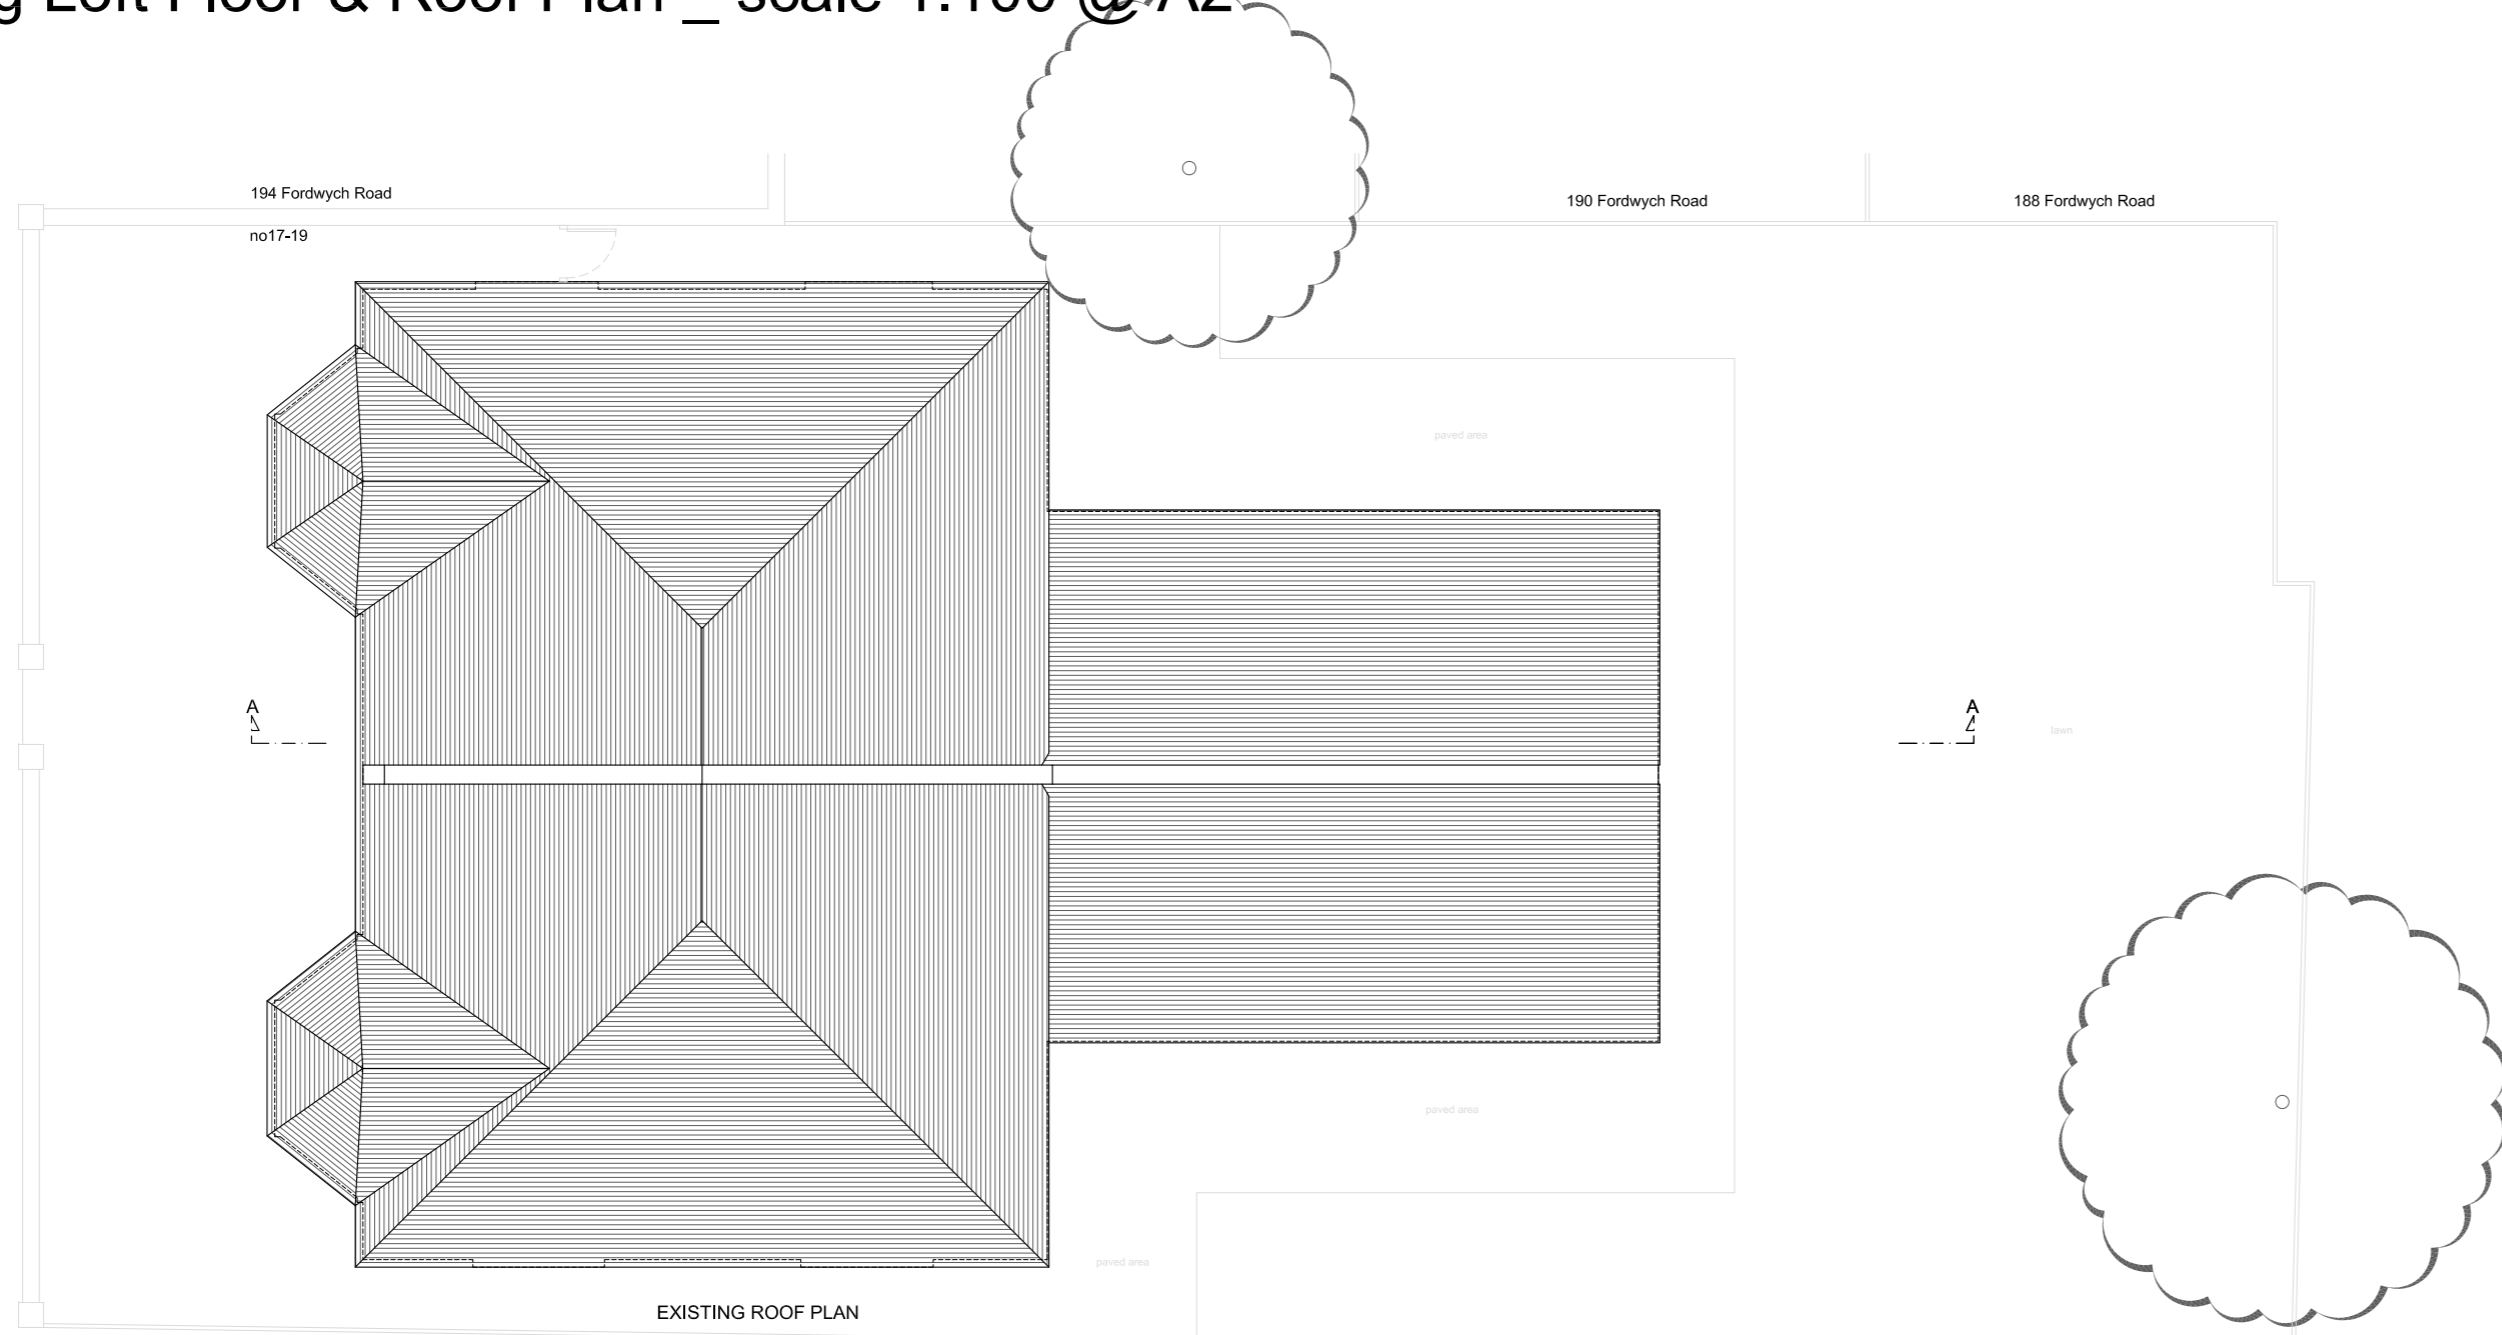 g Loft Floor & Roof Plan _ scale 1:100 @ A2
194 Fordwych Road
190 Fordwych Road
188 Fordwych Road
no17-19
paved area
A
A
lawn
paved area
paved area
EXISTING ROOF PLAN